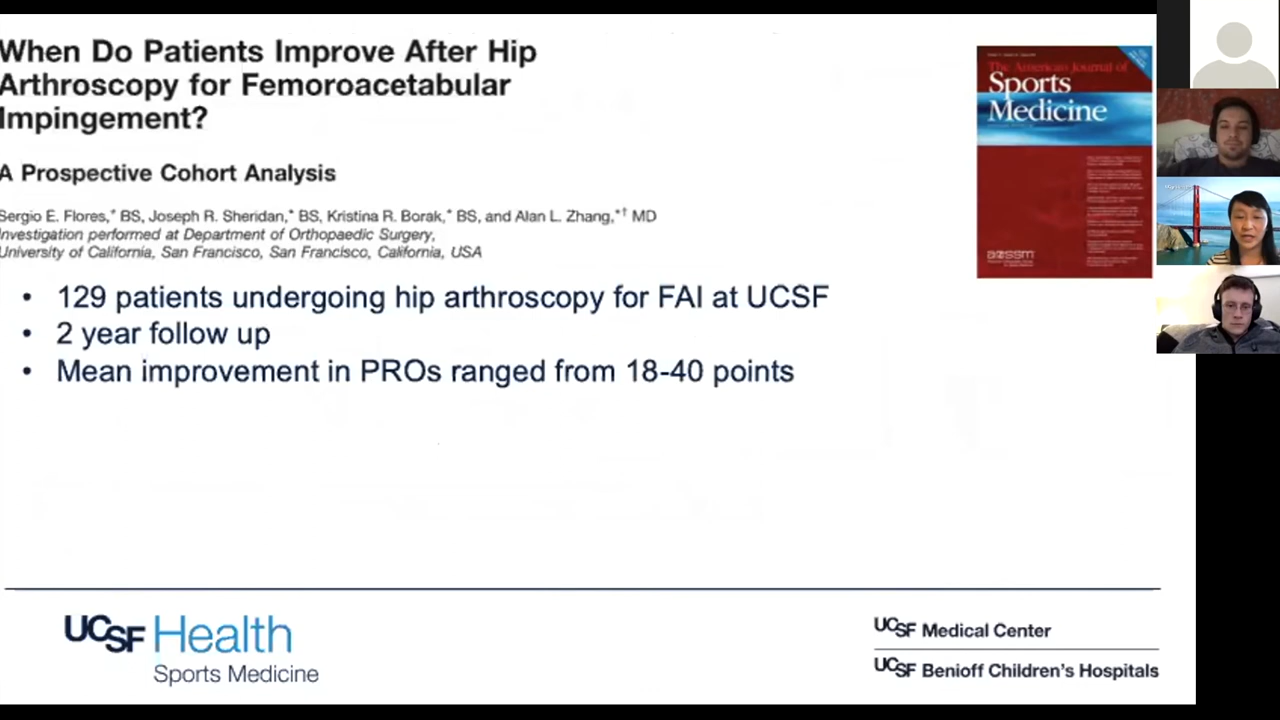 When Do Patients Improve After Hip
Arthroscopy for Femoroacetabular
Impingement?
A Prospective Cohort Analysis
Sergio E. Flores,* BS, Joseph R. Sheridan,* BS, Kristina R. Borak,* BS, and Alan L. Zhang,*† MD
Investigation performed at Department of Orthopaedic Surgery,
University of California, San Francisco, San Francisco, California, USA
The American Journal of
Sports
Medicine
• 129 patients undergoing hip arthroscopy for FAI at UCSF
• 2 year follow up
• Mean improvement in PROs ranged from 18-40 points
UCSF Health
Sports Medicine
UCSF Medical Center
UCSF Benioff Children's Hospitals